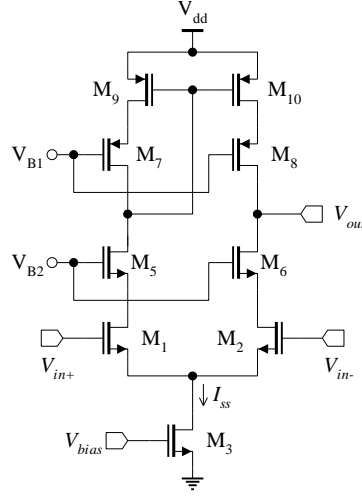 V_dd
M_9 M_10
V_B1 M_7 M_8
V_out
V_B2 M_5 M_6
M_1 M_2
V_in+ V_in-
I_ss
V_bias M_3